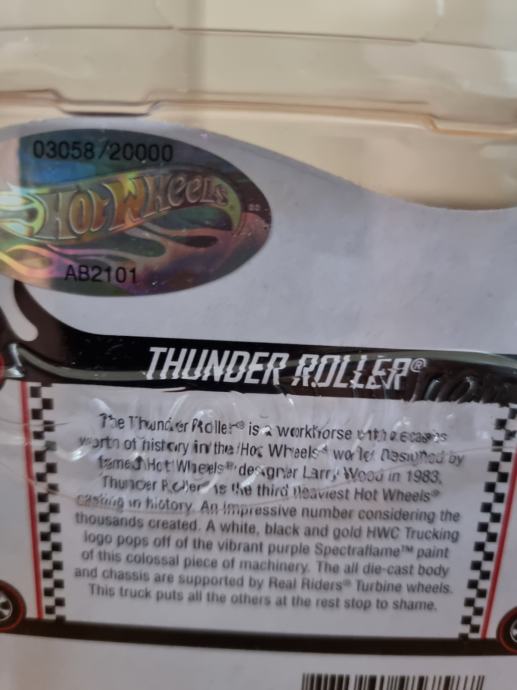 03058/20000
Hot Wheels
AB2101
THUNDER ROLLER®
The Thunder Roller® is a workhorse with decades
worth of history in the Hot Wheels® world. Designed by
famed Hot Wheels® designer Larry Wood in 1983,
Thunder Roller is the third heaviest Hot Wheels®
casting in history. An impressive number considering the
thousands created. A white, black and gold HWC Trucking
logo pops off of the vibrant purple Spectraflame™ paint
of this colossal piece of machinery. The all die-cast body
and chassis are supported by Real Riders® Turbine wheels.
This truck puts all the others at the rest stop to shame.